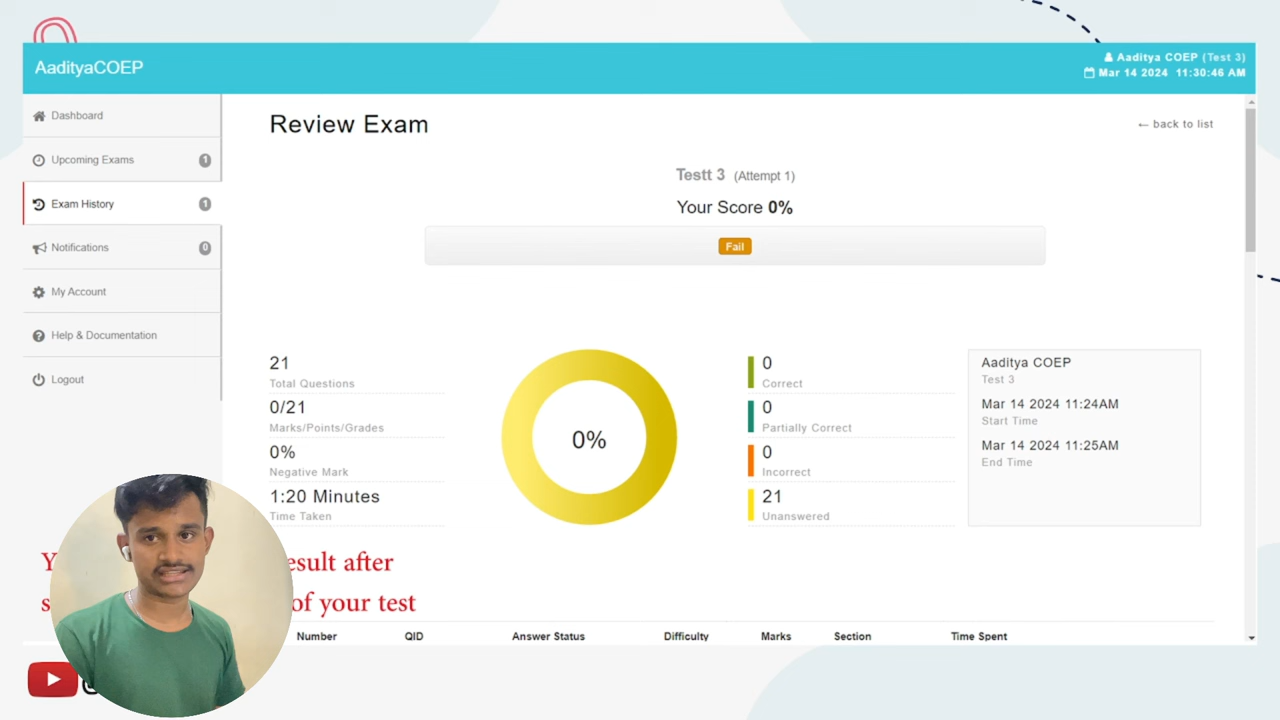 AadityaCOEP
Aaditya COEP (Test 3)
Mar 14 2024 11:30:46 AM
Dashboard
Upcoming Exams 1
Exam History 1
Notifications 0
My Account
Help & Documentation
Logout
Review Exam
← back to list
Testt 3 (Attempt 1)
Your Score 0%
Fail
21
Total Questions
0/21
Marks/Points/Grades
0%
Negative Mark
1:20 Minutes
Time Taken
0%
0
Correct
0
Partially Correct
0
Incorrect
21
Unanswered
Aaditya COEP
Test 3
Mar 14 2024 11:24AM
Start Time
Mar 14 2024 11:25AM
End Time
after
of your test
Number QID Answer Status Difficulty Marks Section Time Spent